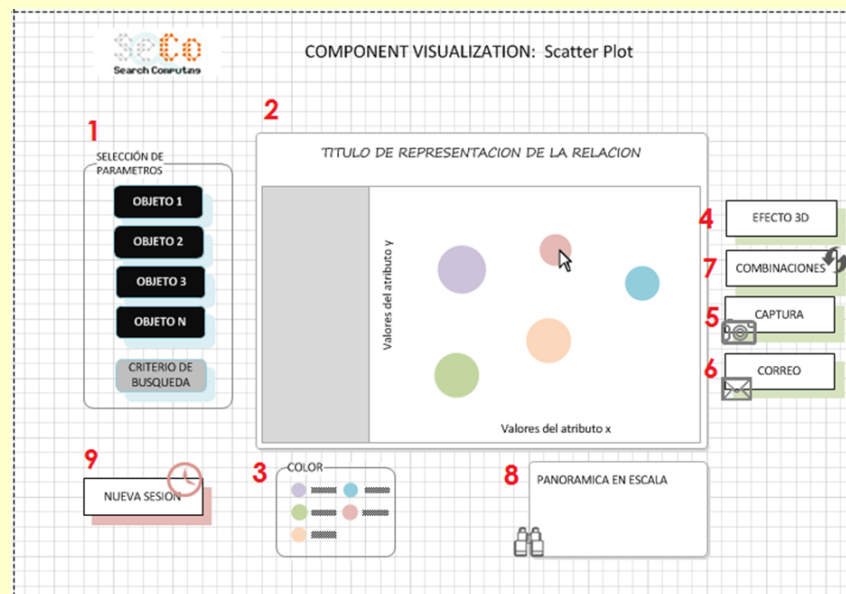 SeCo
Search Computing
COMPONENT VISUALIZATION: Scatter Plot
1
SELECCIÓN DE
PARAMETROS
OBJETO 1
OBJETO 2
OBJETO 3
OBJETO N
CRITERIO DE
BUSQUEDA
2
TITULO DE REPRESENTACION DE LA RELACION
Valores del atributo y
Valores del atributo x
4
EFECTO 3D
7
COMBINACIONES
5
CAPTURA
6
CORREO
9
NUEVA SESION
3
COLOR
8
PANORAMICA EN ESCALA